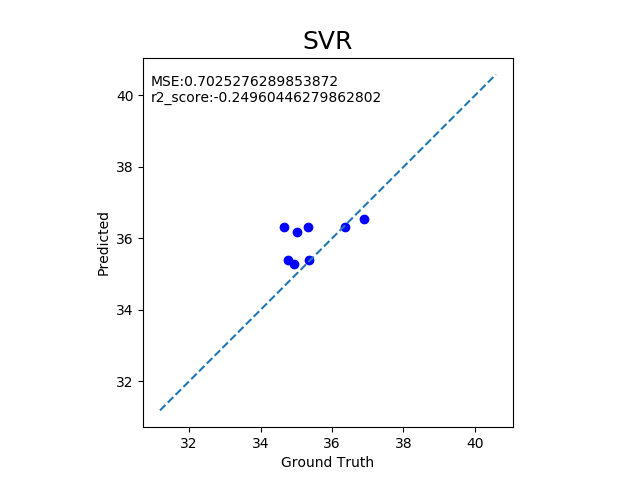 SVR
MSE:0.7025276289853872
r2_score:-0.24960446279862802
40
38
36
34
32
Predicted
32 34 36 38 40
Ground Truth